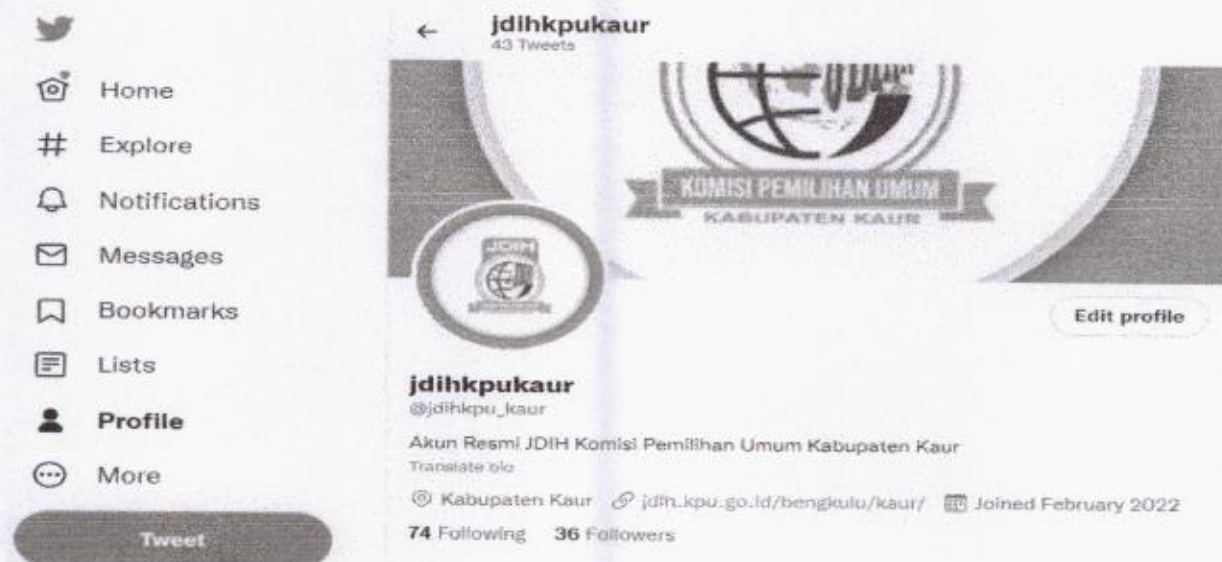 jdihkpukaur
43 Tweets
Home
Explore
Notifications
Messages
Bookmarks
Lists
Profile
More
Tweet
KOMISI PEMILIHAN UMUM
KABUPATEN KAUR
JDIH
Edit profile
jdihkpukaur
@jdihkpu_kaur
Akun Resmi JDIH Komisi Pemilihan Umum Kabupaten Kaur
Translate bio
Kabupaten Kaur jdih.kpu.go.id/bengkulu/kaur/ Joined February 2022
74 Following 36 Followers